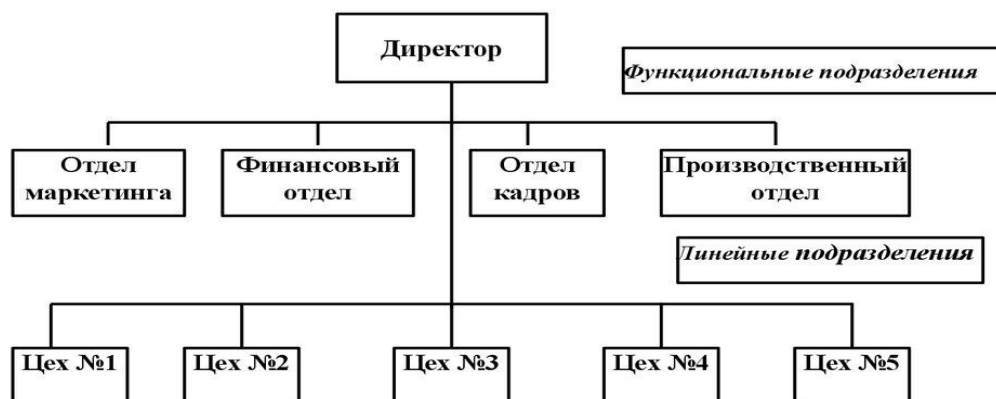 Директор
Функциональные подразделения
Отдел
маркетинга
Финансовый
отдел
Отдел
кадров
Производственный
отдел
Линейные подразделения
Цех №1
Цех №2
Цех №3
Цех №4
Цех №5